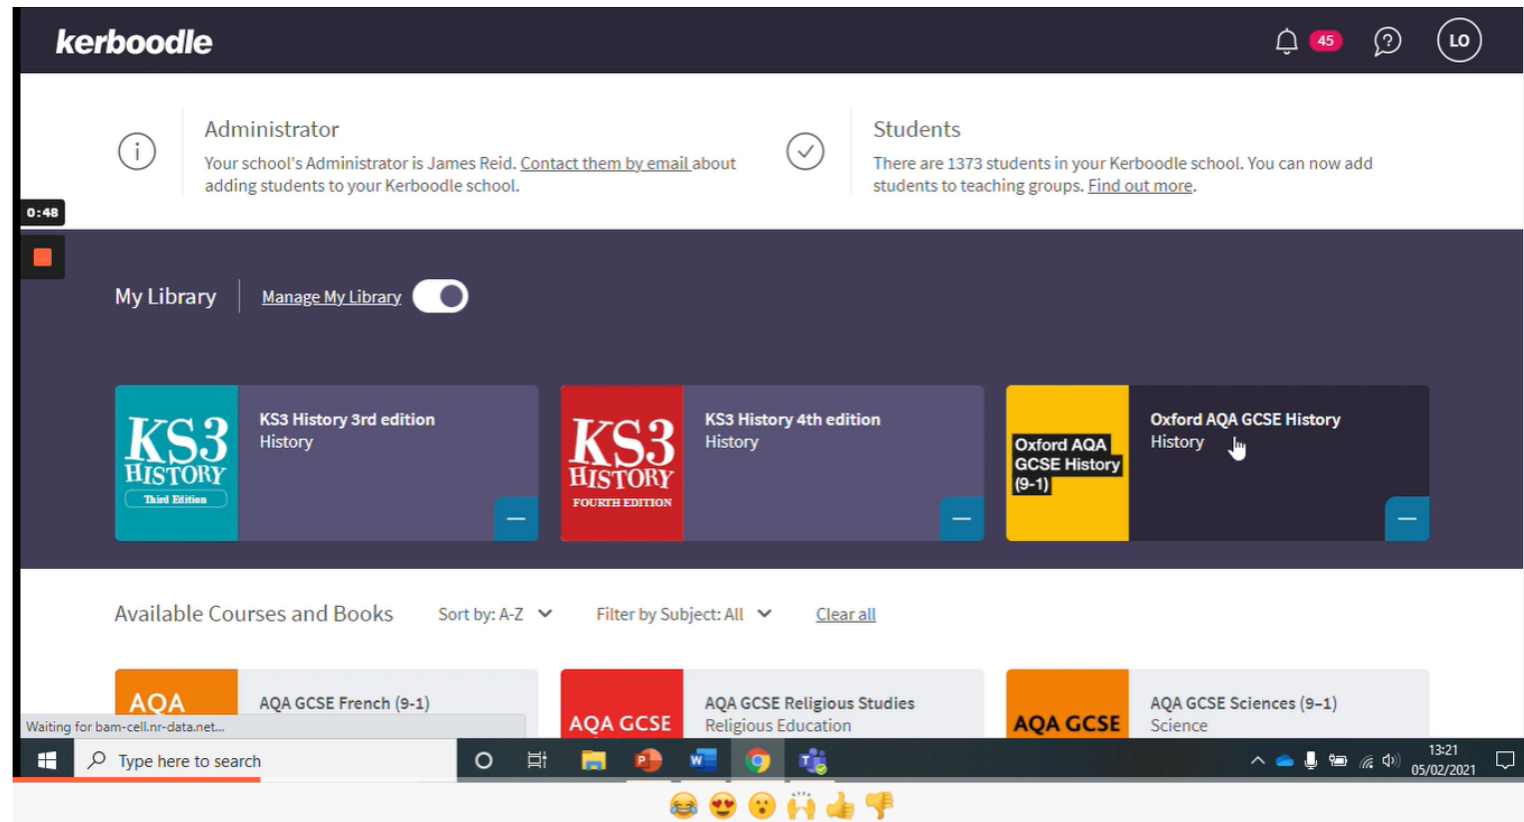 kerboodle
45
LO
Administrator
Your school's Administrator is James Reid. Contact them by email about
adding students to your Kerboodle school.
Students
There are 1373 students in your Kerboodle school. You can now add
students to teaching groups. Find out more.
0:48
My Library
Manage My Library
KS3
HISTORY
Third Edition
KS3 History 3rd edition
History
KS3
HISTORY
FOURTH EDITION
KS3 History 4th edition
History
Oxford AQA
GCSE History
(9-1)
Oxford AQA GCSE History
History
Available Courses and Books
Sort by: A-Z
Filter by Subject: All
Clear all
AQA
AQA GCSE French (9-1)
AQA GCSE
AQA GCSE Religious Studies
Religious Education
AQA GCSE
AQA GCSE Sciences (9–1)
Science
Waiting for bam-cell.nr-data.net...
Type here to search
13:21
05/02/2021